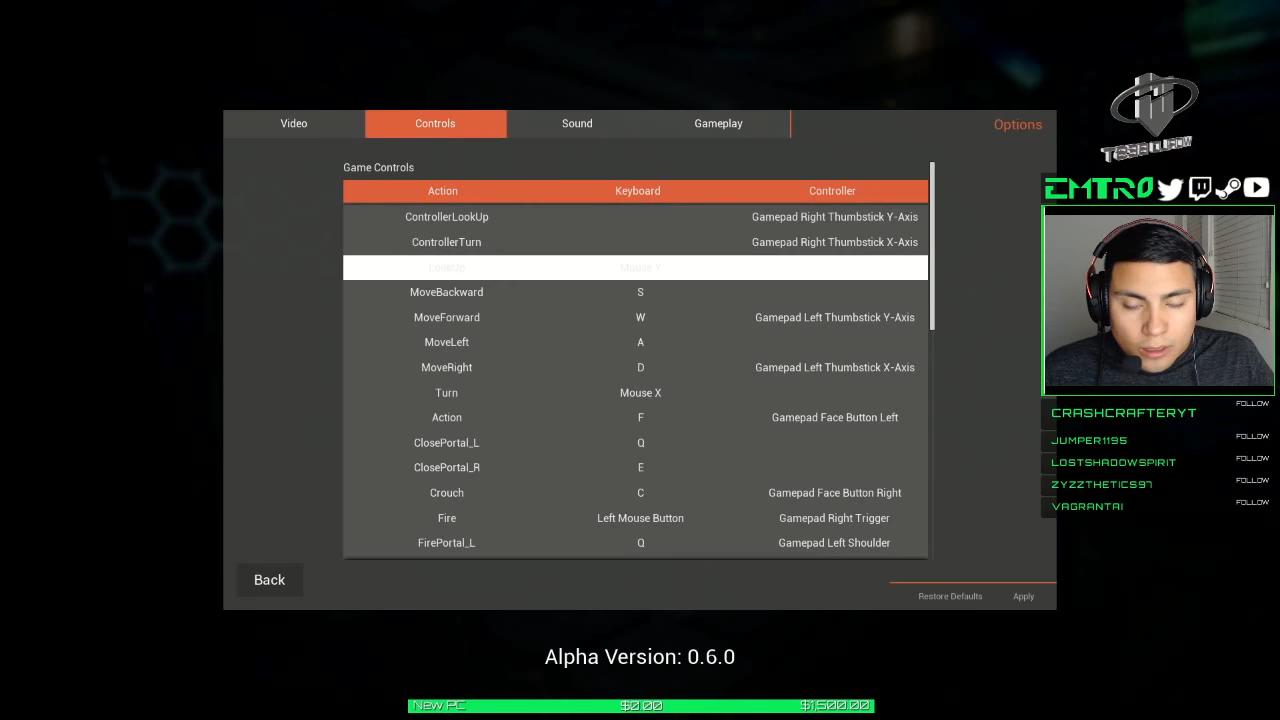 Video Controls Sound Gameplay Options
Game Controls
Action Keyboard Controller
ControllerLookUp Gamepad Right Thumbstick Y-Axis
ControllerTurn Gamepad Right Thumbstick X-Axis
LookUp Mouse Y
MoveBackward S
MoveForward W Gamepad Left Thumbstick Y-Axis
MoveLeft A
MoveRight D Gamepad Left Thumbstick X-Axis
Turn Mouse X
Action F Gamepad Face Button Left
ClosePortal_L Q
ClosePortal_R E
Crouch C Gamepad Face Button Right
Fire Left Mouse Button Gamepad Right Trigger
FirePortal_L Q Gamepad Left Shoulder
Back
Restore Defaults Apply
Alpha Version: 0.6.0
New PC $0.00 $1,500.00
EMTRO
CRASHCRAFTERYT FOLLOW
JUMPER1195 FOLLOW
LOSTSHADOWSPIRIT FOLLOW
ZYZZTHETICS97 FOLLOW
VAGRANTAI FOLLOW